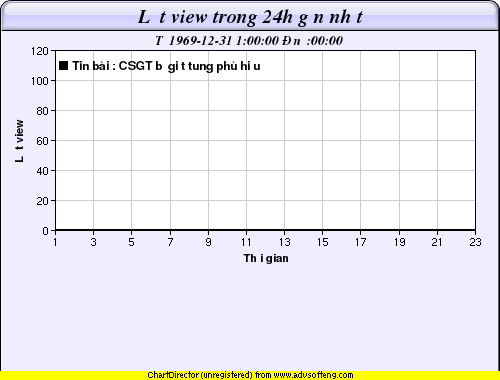 L t view trong 24h g n nh t
T 1969-12-31 1:00:00 Đn :00:00
Tin bài : CSGT b gi t tung phù hi u
L t view
120
100
80
60
40
20
0
1 3 5 7 9 11 13 15 17 19 21 23
Th i gian
ChartDirector (unregistered) from www.advsofteng.com